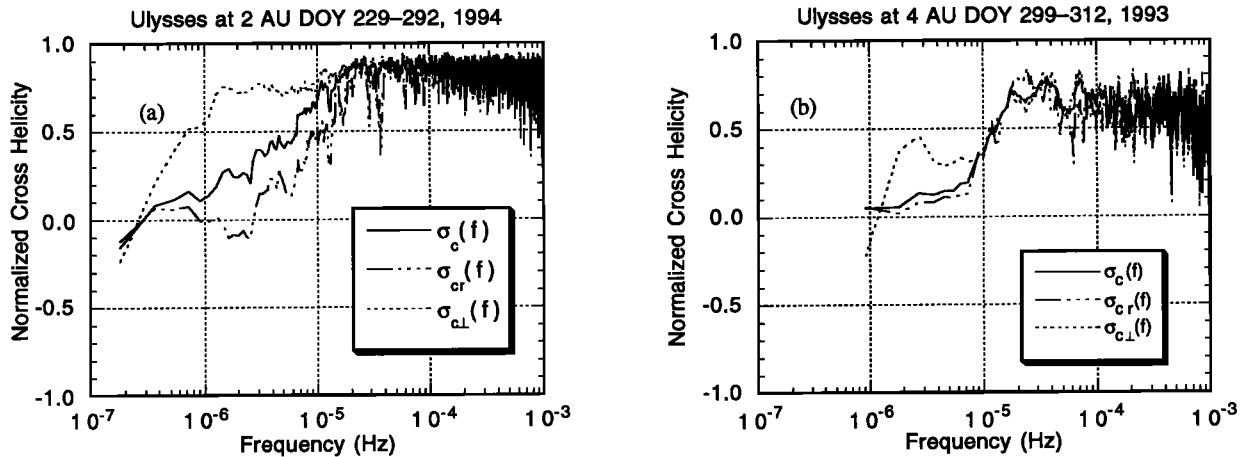 Ulysses at 2 AU DOY 229–292, 1994
Normalized Cross Helicity
1.0
0.5
0.0
-0.5
-1.0
(a)
σc(f)
σcr(f)
σc⊥(f)
10-7
10-6
10-5
10-4
10-3
Frequency (Hz)
Ulysses at 4 AU DOY 299–312, 1993
Normalized Cross Helicity
1.0
0.5
0.0
-0.5
-1.0
(b)
σc(f)
σcr(f)
σc⊥(f)
10-7
10-6
10-5
10-4
10-3
Frequency (Hz)